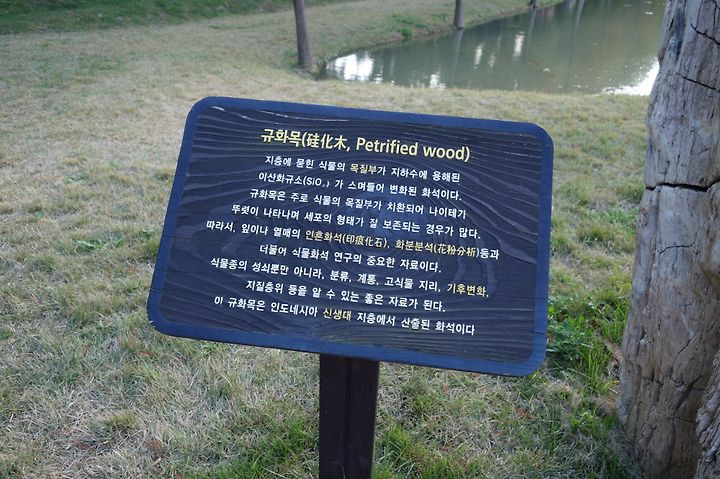 규화목(硅化木, Petrified wood)
지층에 묻힌 식물의 목질부가 지하수에 용해된
이산화규소(SiO₂) 가 스며들어 변화된 화석이다.
규화목은 주로 식물의 목질부가 치환되어 나이테가
뚜렷이 나타나며 세포의 형태가 잘 보존되는 경우가 많다.
따라서, 잎이나 열매의 인흔화석(印痕化石), 화분분석(花粉分析)등과
더불어 식물화석 연구의 중요한 자료이다.
식물종의 성쇠뿐만 아니라, 분류, 계통, 고식물 지리, 기후변화,
지질층위 등을 알 수 있는 좋은 자료가 된다.
이 규화목은 인도네시아 신생대 지층에서 산출된 화석이다